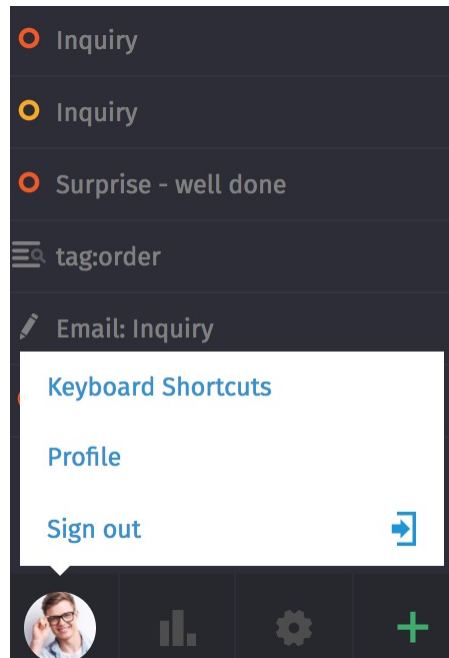 Inquiry
Inquiry
Surprise - well done
tag:order
Email: Inquiry
Keyboard Shortcuts
Profile
Sign out